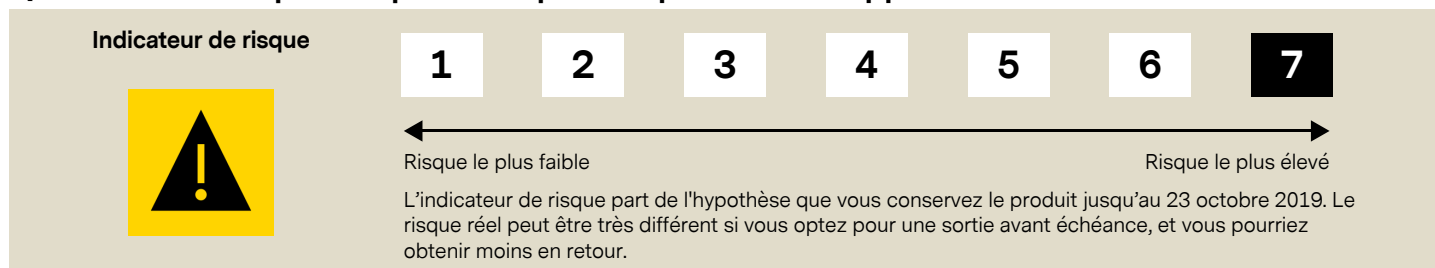 Indicateur de risque
1 2 3 4 5 6 7
Risque le plus faible Risque le plus élevé
L'indicateur de risque part de l'hypothèse que vous conservez le produit jusqu'au 23 octobre 2019. Le
risque réel peut être très différent si vous optez pour une sortie avant échéance, et vous pourriez
obtenir moins en retour.